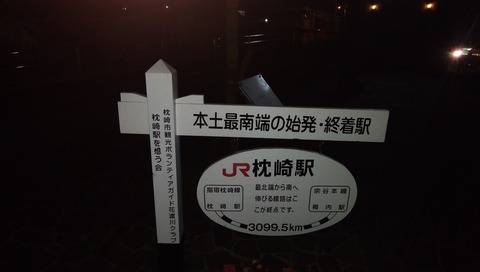 本土最南端の始発・終着駅
枕崎市観光ボランティアガイド花渡川クラブ
枕崎駅を想う会
JR枕崎駅
指宿枕崎線
枕崎駅
最北端から南へ
伸びる線路はこ
こが終点です。
宗谷本線
稚内駅
3099.5km